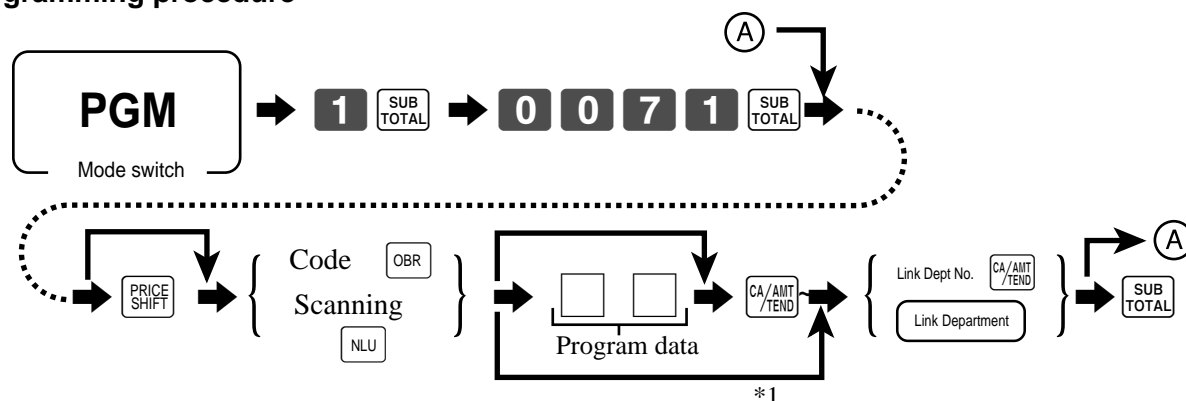 ogramming procedure
A
PGM
Mode switch
1 SUB TOTAL 0 0 7 1 SUB TOTAL
A
PRICE SHIFT
Code OBR
Scanning
NLU
Program data
CA/AMT /TEND ~
*1
Link Dept No. CA/AMT /TEND
Link Department
SUB TOTAL